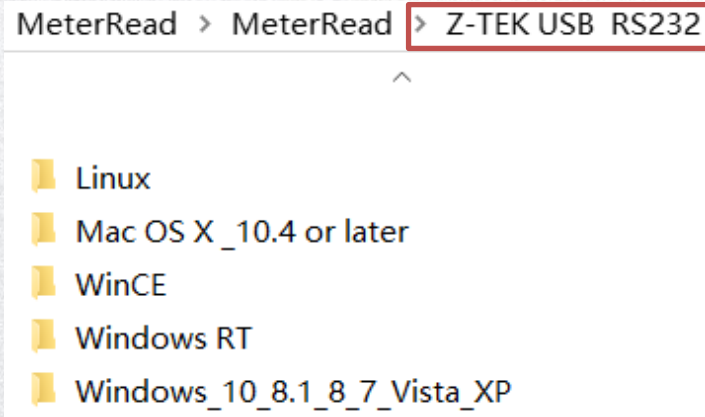 MeterRead > MeterRead > Z-TEK USB  RS232
Linux
Mac OS X _10.4 or later
WinCE
Windows RT
Windows_10_8.1_8_7_Vista_XP